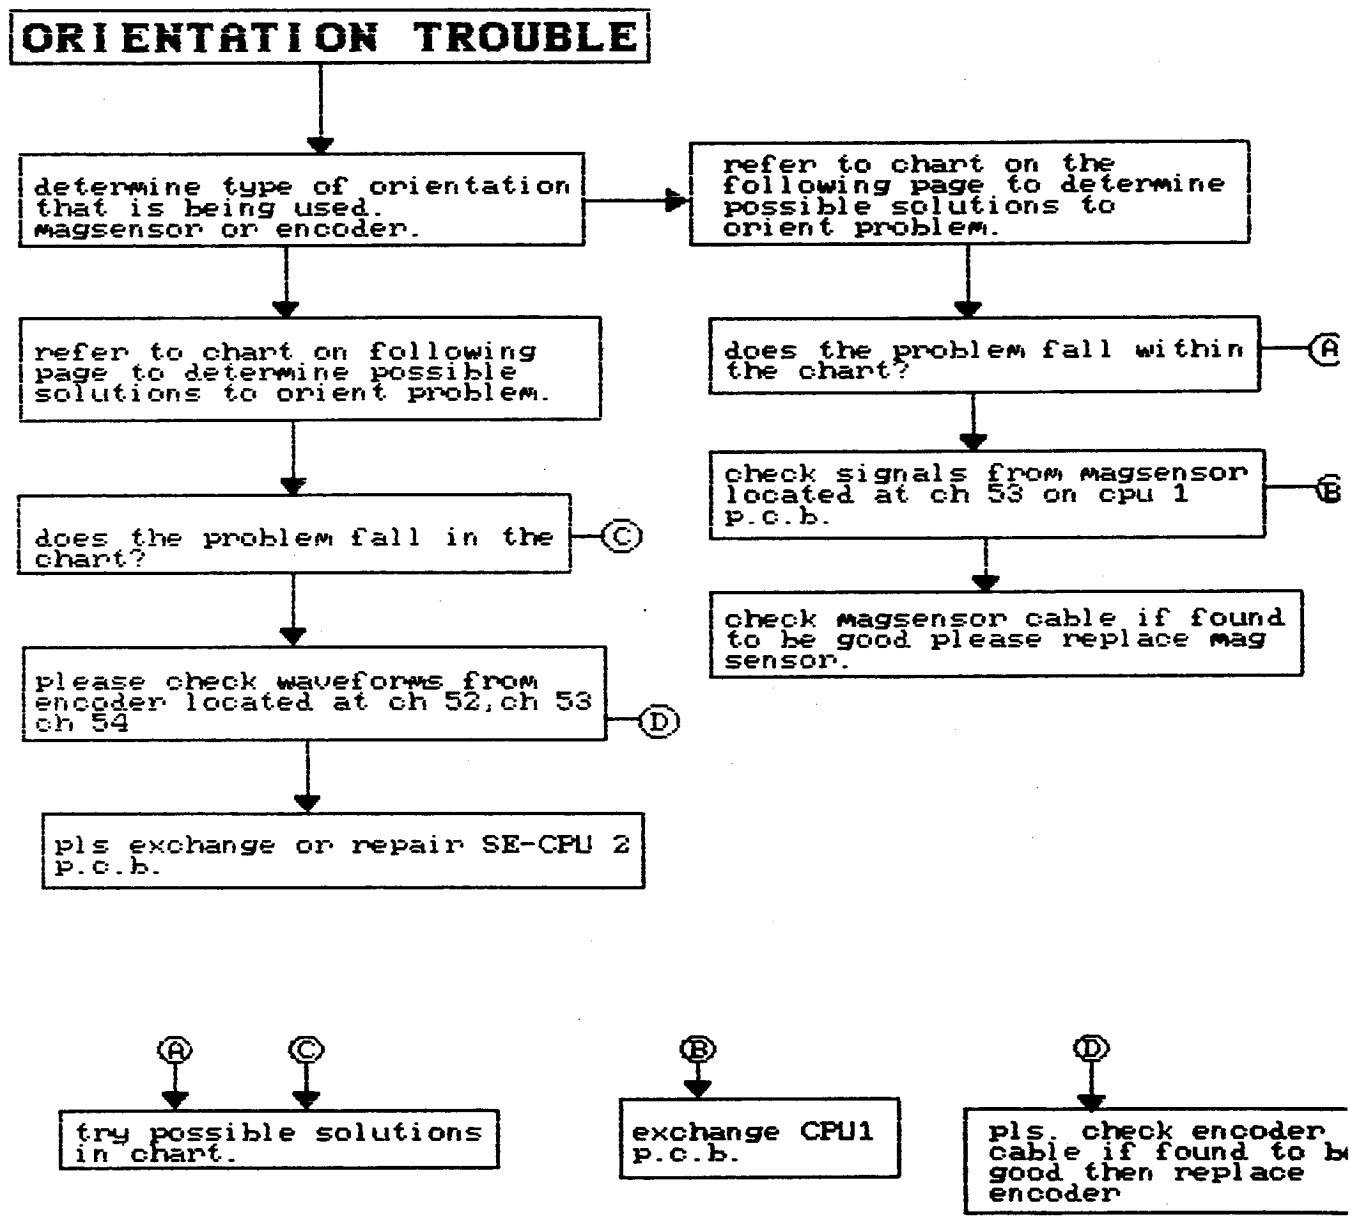 ORIENTATION TROUBLE
determine type of orientation
that is being used.
magsensor or encoder.
refer to chart on the
following page to determine
possible solutions to
orient problem.
refer to chart on following
page to determine possible
solutions to orient problem.
does the problem fall within
the chart?
A
check signals from magsensor
located at ch 53 on cpu 1
p.c.b.
B
does the problem fall in the
chart?
C
check magsensor cable if found
to be good please replace mag
sensor.
please check waveforms from
encoder located at ch 52,ch 53
ch 54
D
pls exchange or repair SE-CPU 2
p.c.b.
A
C
B
D
try possible solutions
in chart.
exchange CPU1
p.c.b.
pls. check encoder
cable if found to be
good then replace
encoder